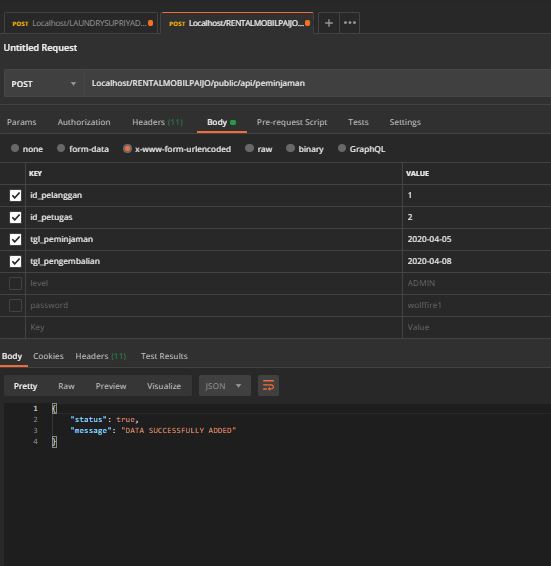 POST Localhost/LAUNDRYSUPRIYAD... POST Localhost/RENTALMOBILPAIJO... + •••
Untitled Request
POST Localhost/RENTALMOBILPAIJO/public/api/peminjaman
Params Authorization Headers (11) Body Pre-request Script Tests Settings
none form-data x-www-form-urlencoded raw binary GraphQL
KEY VALUE
id_pelanggan 1
id_petugas 2
tgl_peminjaman 2020-04-05
tgl_pengembalian 2020-04-08
level ADMIN
password wolffire1
Key Value
Body Cookies Headers (11) Test Results
Pretty Raw Preview Visualize JSON
1 {
2 "status": true,
3 "message": "DATA SUCCESSFULLY ADDED"
4 }